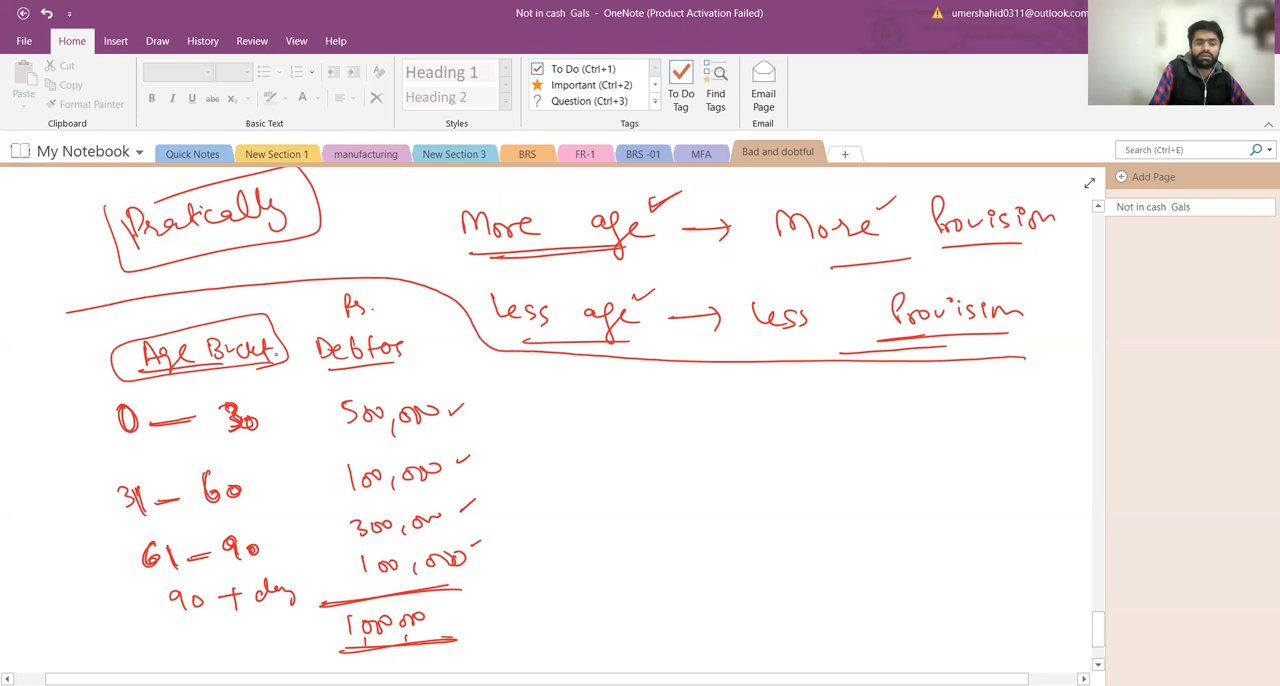 Not in cash Gals - OneNote (Product Activation Failed)
umershahid0311@outlook.com
File Home Insert Draw History Review View Help
Paste
Cut
Copy
Format Painter
Clipboard
B I U abc X₂ A
Basic Text
Heading 1
Heading 2
Styles
To Do (Ctrl+1)
Important (Ctrl+2)
? Question (Ctrl+3)
Tags
To Do Tag
Find Tags
Email Page
Email
My Notebook
Quick Notes New Section 1 manufacturing New Section 3 BRS FR-1 BRS -01 MFA Bad and dobtful +
Search (Ctrl+E)
Add Page
Not in cash Gals
Pratically
More age → More Provision
Less age → Less Provision
Rs.
Age Bucket. Debtos
0 — 30 500,000
31 — 60 100,000
61 — 90 300,000
90 + day 100,000